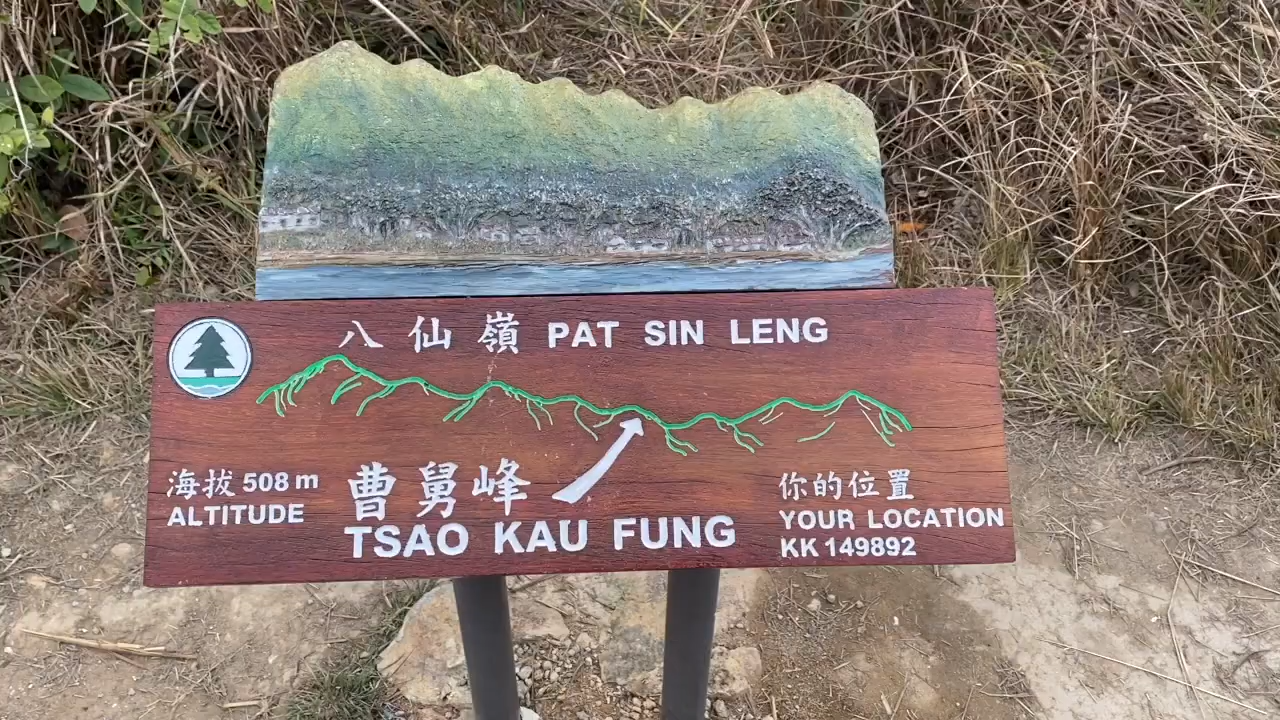 八仙嶺 PAT SIN LENG
海拔 508 m
ALTITUDE
曹舅峰
TSAO KAU FUNG
你的位置
YOUR LOCATION
KK 149892